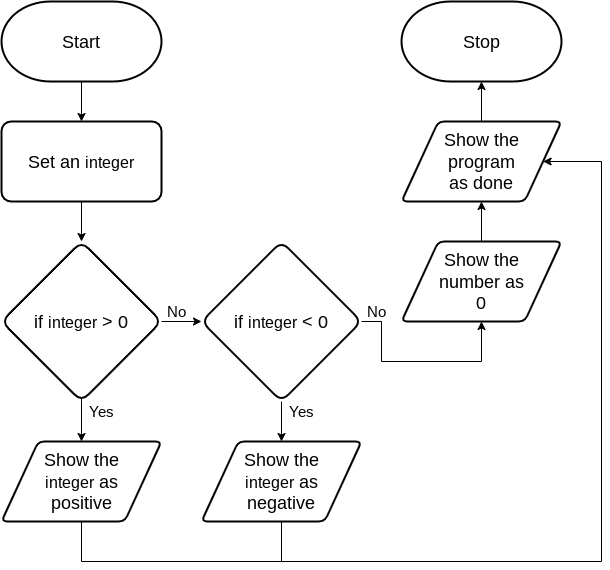 Start
Set an integer
if integer > 0
No
if integer < 0
No
Yes
Show the
integer as
positive
Yes
Show the
integer as
negative
Show the
number as
0
Show the
program
as done
Stop